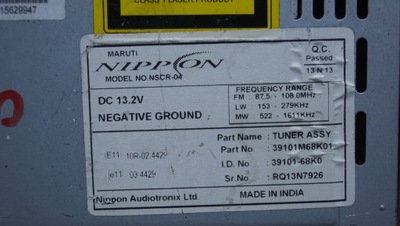 15629947
CLASS 1 LASER PRODUCT
MARUTI
NIPPON
MODEL NO.NSCR-04
Q.C.
Passed
13 N 13
DC 13.2V
NEGATIVE GROUND
FREQUENCY RANGE
FM 87.5 - 108.0MHz
LW 153 - 279KHz
MW 522 - 1611KHz
E11 10R-02 4429
e11 03 4429
Part Name : TUNER ASSY
Part No : 39101M68K01
I.D. No : 39101-68K0
Sr.No : RQ13N7926
Nippon Audiotronix Ltd.
MADE IN INDIA